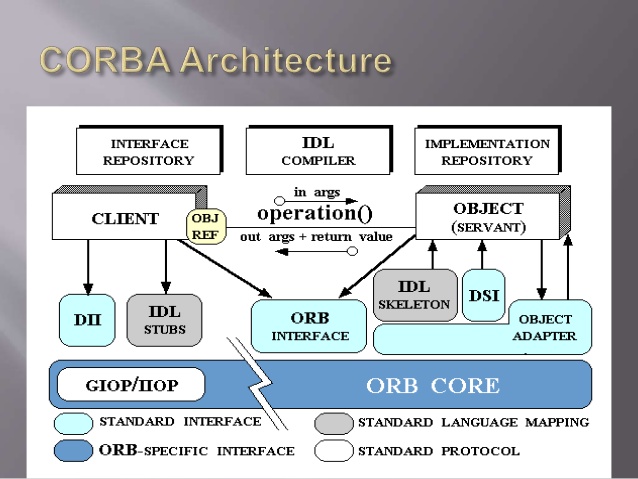 CORBA Architecture
INTERFACE
REPOSITORY
IDL
COMPILER
IMPLEMENTATION
REPOSITORY
CLIENT
OBJ
REF
in args
operation()
out args + return value
OBJECT
(SERVANT)
DII
IDL
STUBS
ORB
INTERFACE
IDL
SKELETON
DSI
OBJECT
ADAPTER
GIOP/IIOP
ORB CORE
STANDARD INTERFACE
STANDARD LANGUAGE MAPPING
ORB-SPECIFIC INTERFACE
STANDARD PROTOCOL